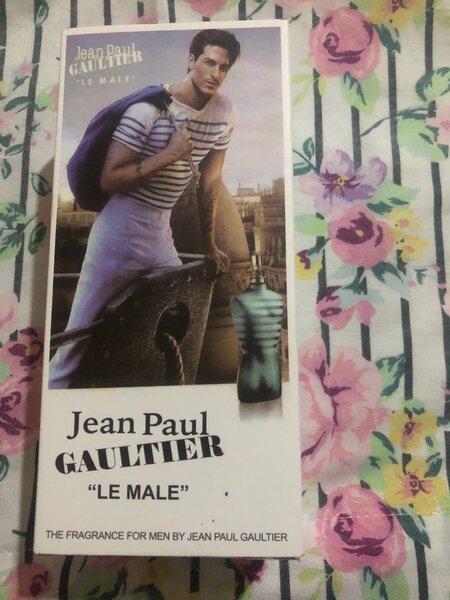 Jean Paul
GAULTIER
"LE MALE"
Jean Paul
GAULTIER
“LE MALE”
THE FRAGRANCE FOR MEN BY JEAN PAUL GAULTIER